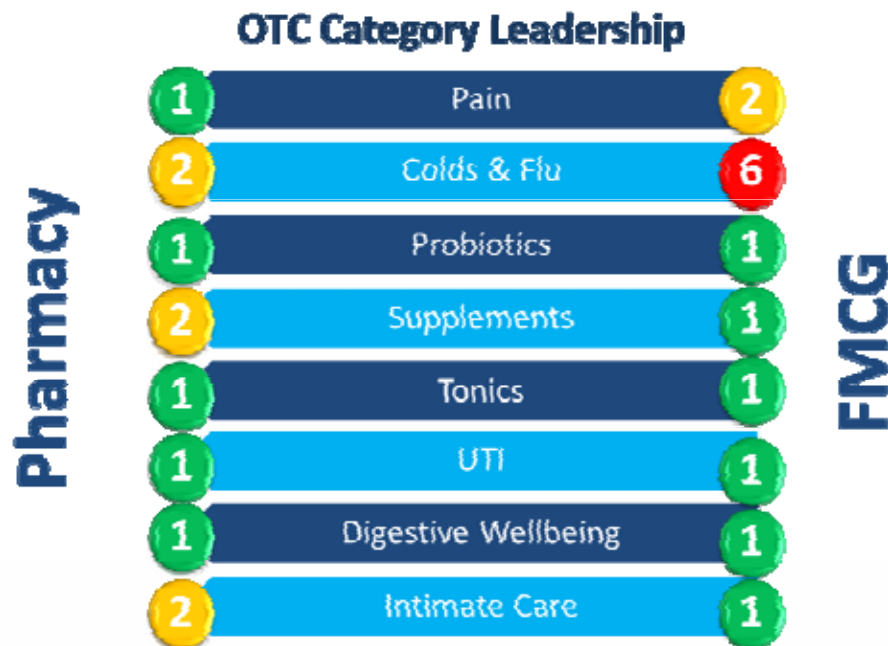 OTC Category Leadership
Pharmacy
1 Pain 2
2 Colds & Flu 6
1 Probiotics 1
2 Supplements 1
1 Tonics 1
1 UTI 1
1 Digestive Wellbeing 1
2 Intimate Care 1
FMCG